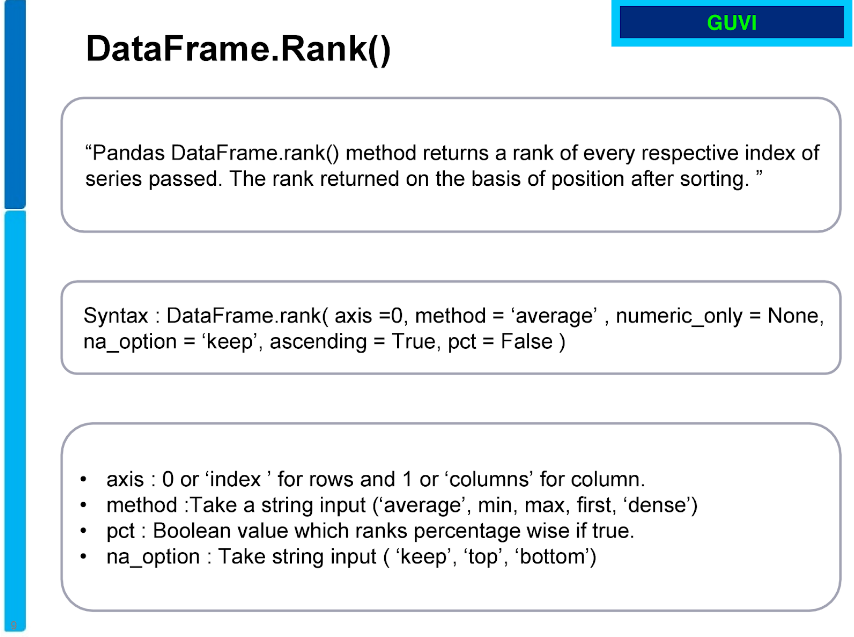 GUVI
DataFrame.Rank()
“Pandas DataFrame.rank() method returns a rank of every respective index of
series passed. The rank returned on the basis of position after sorting. ”
Syntax : DataFrame.rank( axis =0, method = ‘average’ , numeric_only = None,
na_option = ‘keep’, ascending = True, pct = False )
• axis : 0 or ‘index ’ for rows and 1 or ‘columns’ for column.
• method :Take a string input (‘average’, min, max, first, ‘dense’)
• pct : Boolean value which ranks percentage wise if true.
• na_option : Take string input ( ‘keep’, ‘top’, ‘bottom’)